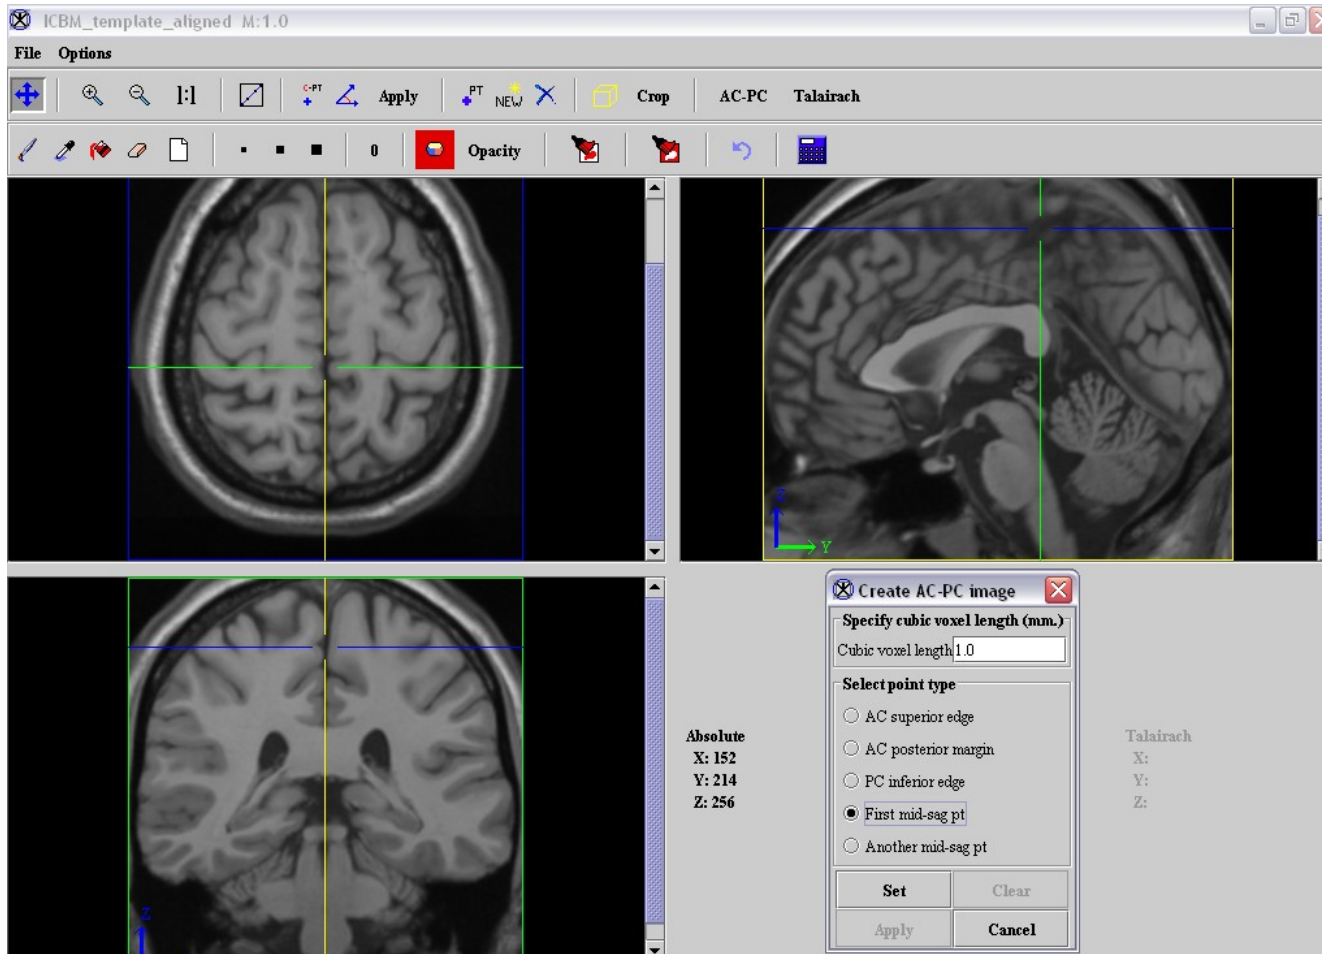 ICBM_template_aligned M:1.0
File Options
1:1 C-PT Apply PT NEW Crop AC-PC Talairach
0 Opacity
Z
Y
Z
Create AC-PC image
Specify cubic voxel length (mm.)
Cubic voxel length 1.0
Select point type
AC superior edge
AC posterior margin
PC inferior edge
First mid-sag pt
Another mid-sag pt
Set Clear
Apply Cancel
Absolute
X: 152
Y: 214
Z: 256
Talairach
X:
Y:
Z: